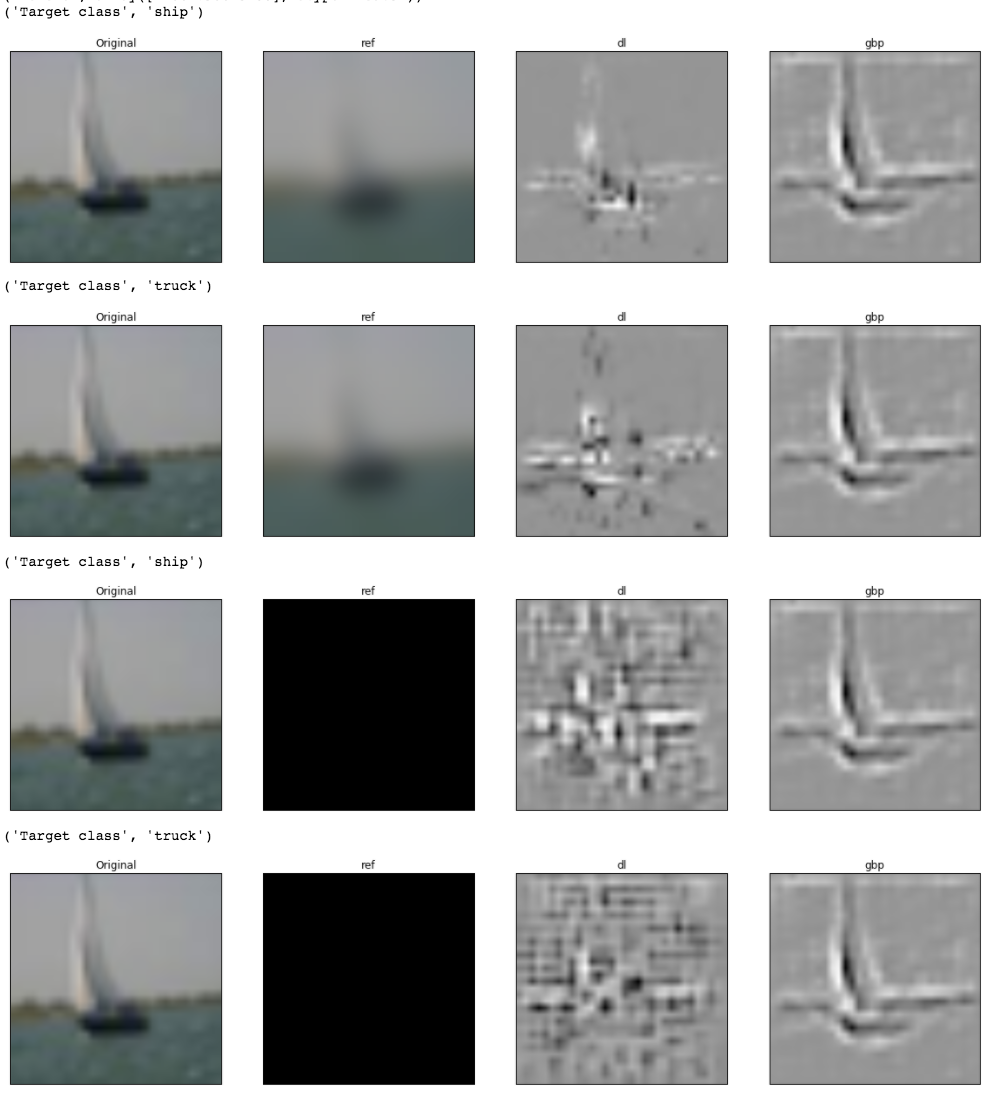 ('Target class', 'ship')
Original ref dl gbp
('Target class', 'truck')
Original ref dl gbp
('Target class', 'ship')
Original ref dl gbp
('Target class', 'truck')
Original ref dl gbp